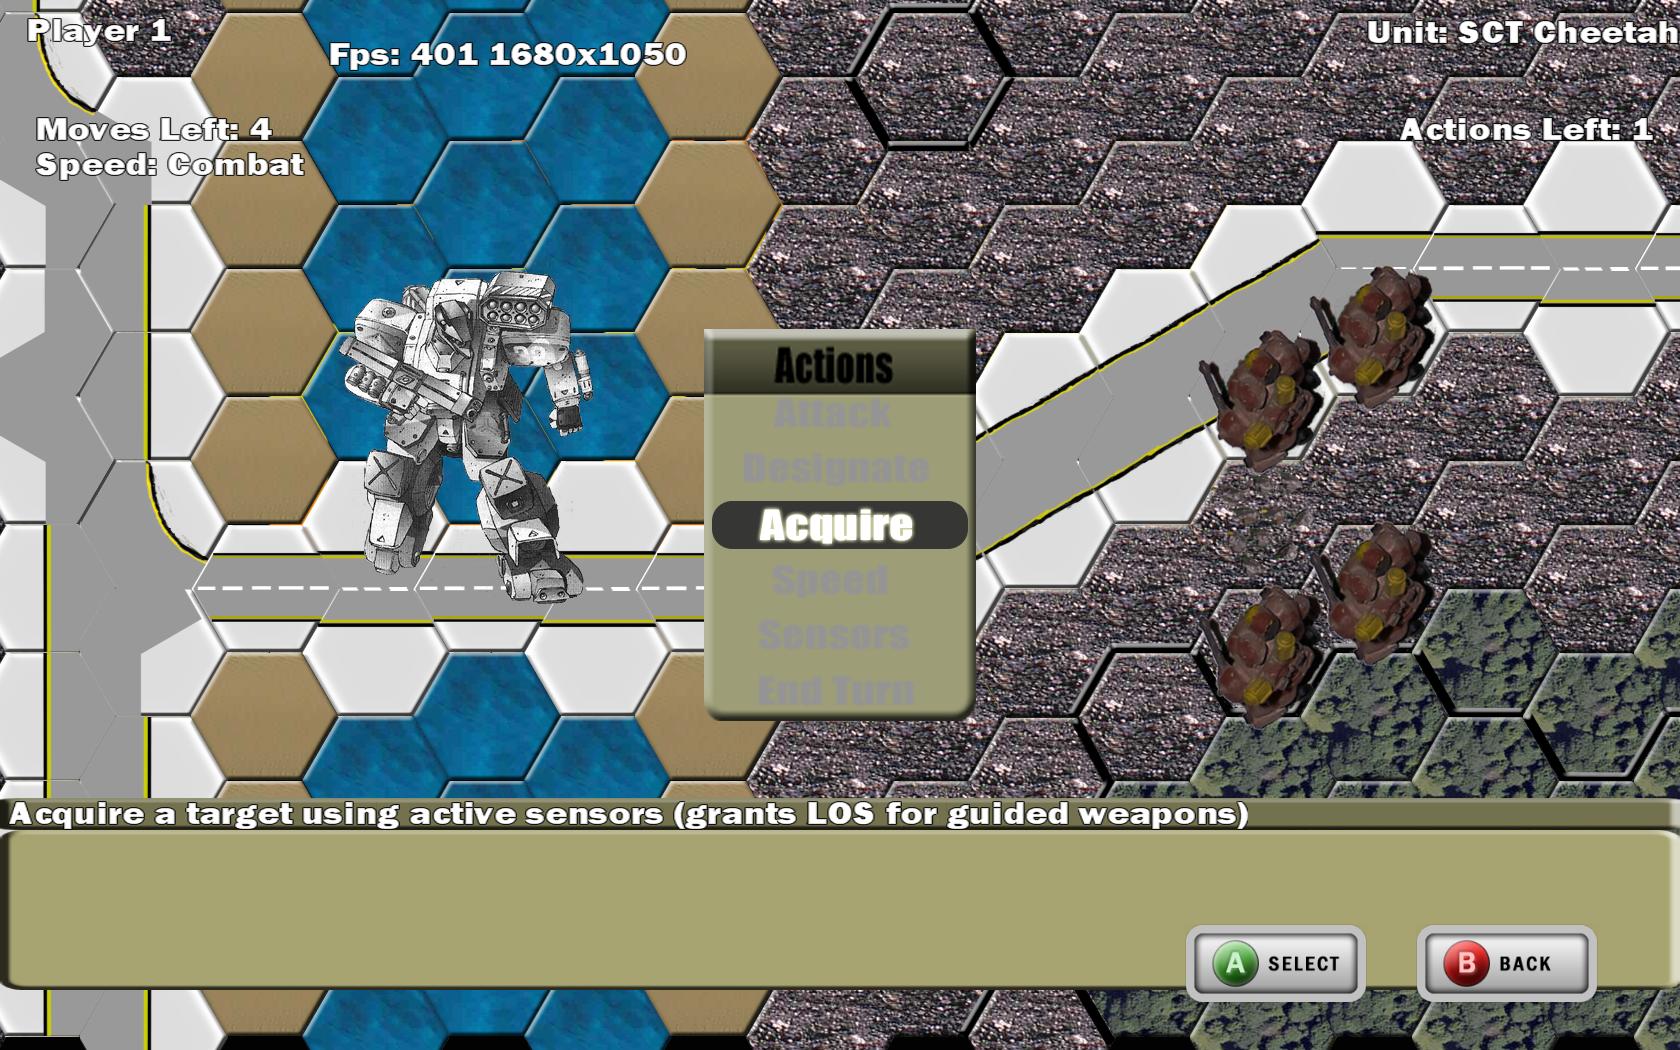 Player 1
Fps: 401 1680x1050
Unit: SCT Cheetah
Moves Left: 4
Speed: Combat
Actions Left: 1
Actions
Attack
Designate
Acquire
Speed
Sensors
End Turn
Acquire a target using active sensors (grants LOS for guided weapons)
A SELECT
B BACK